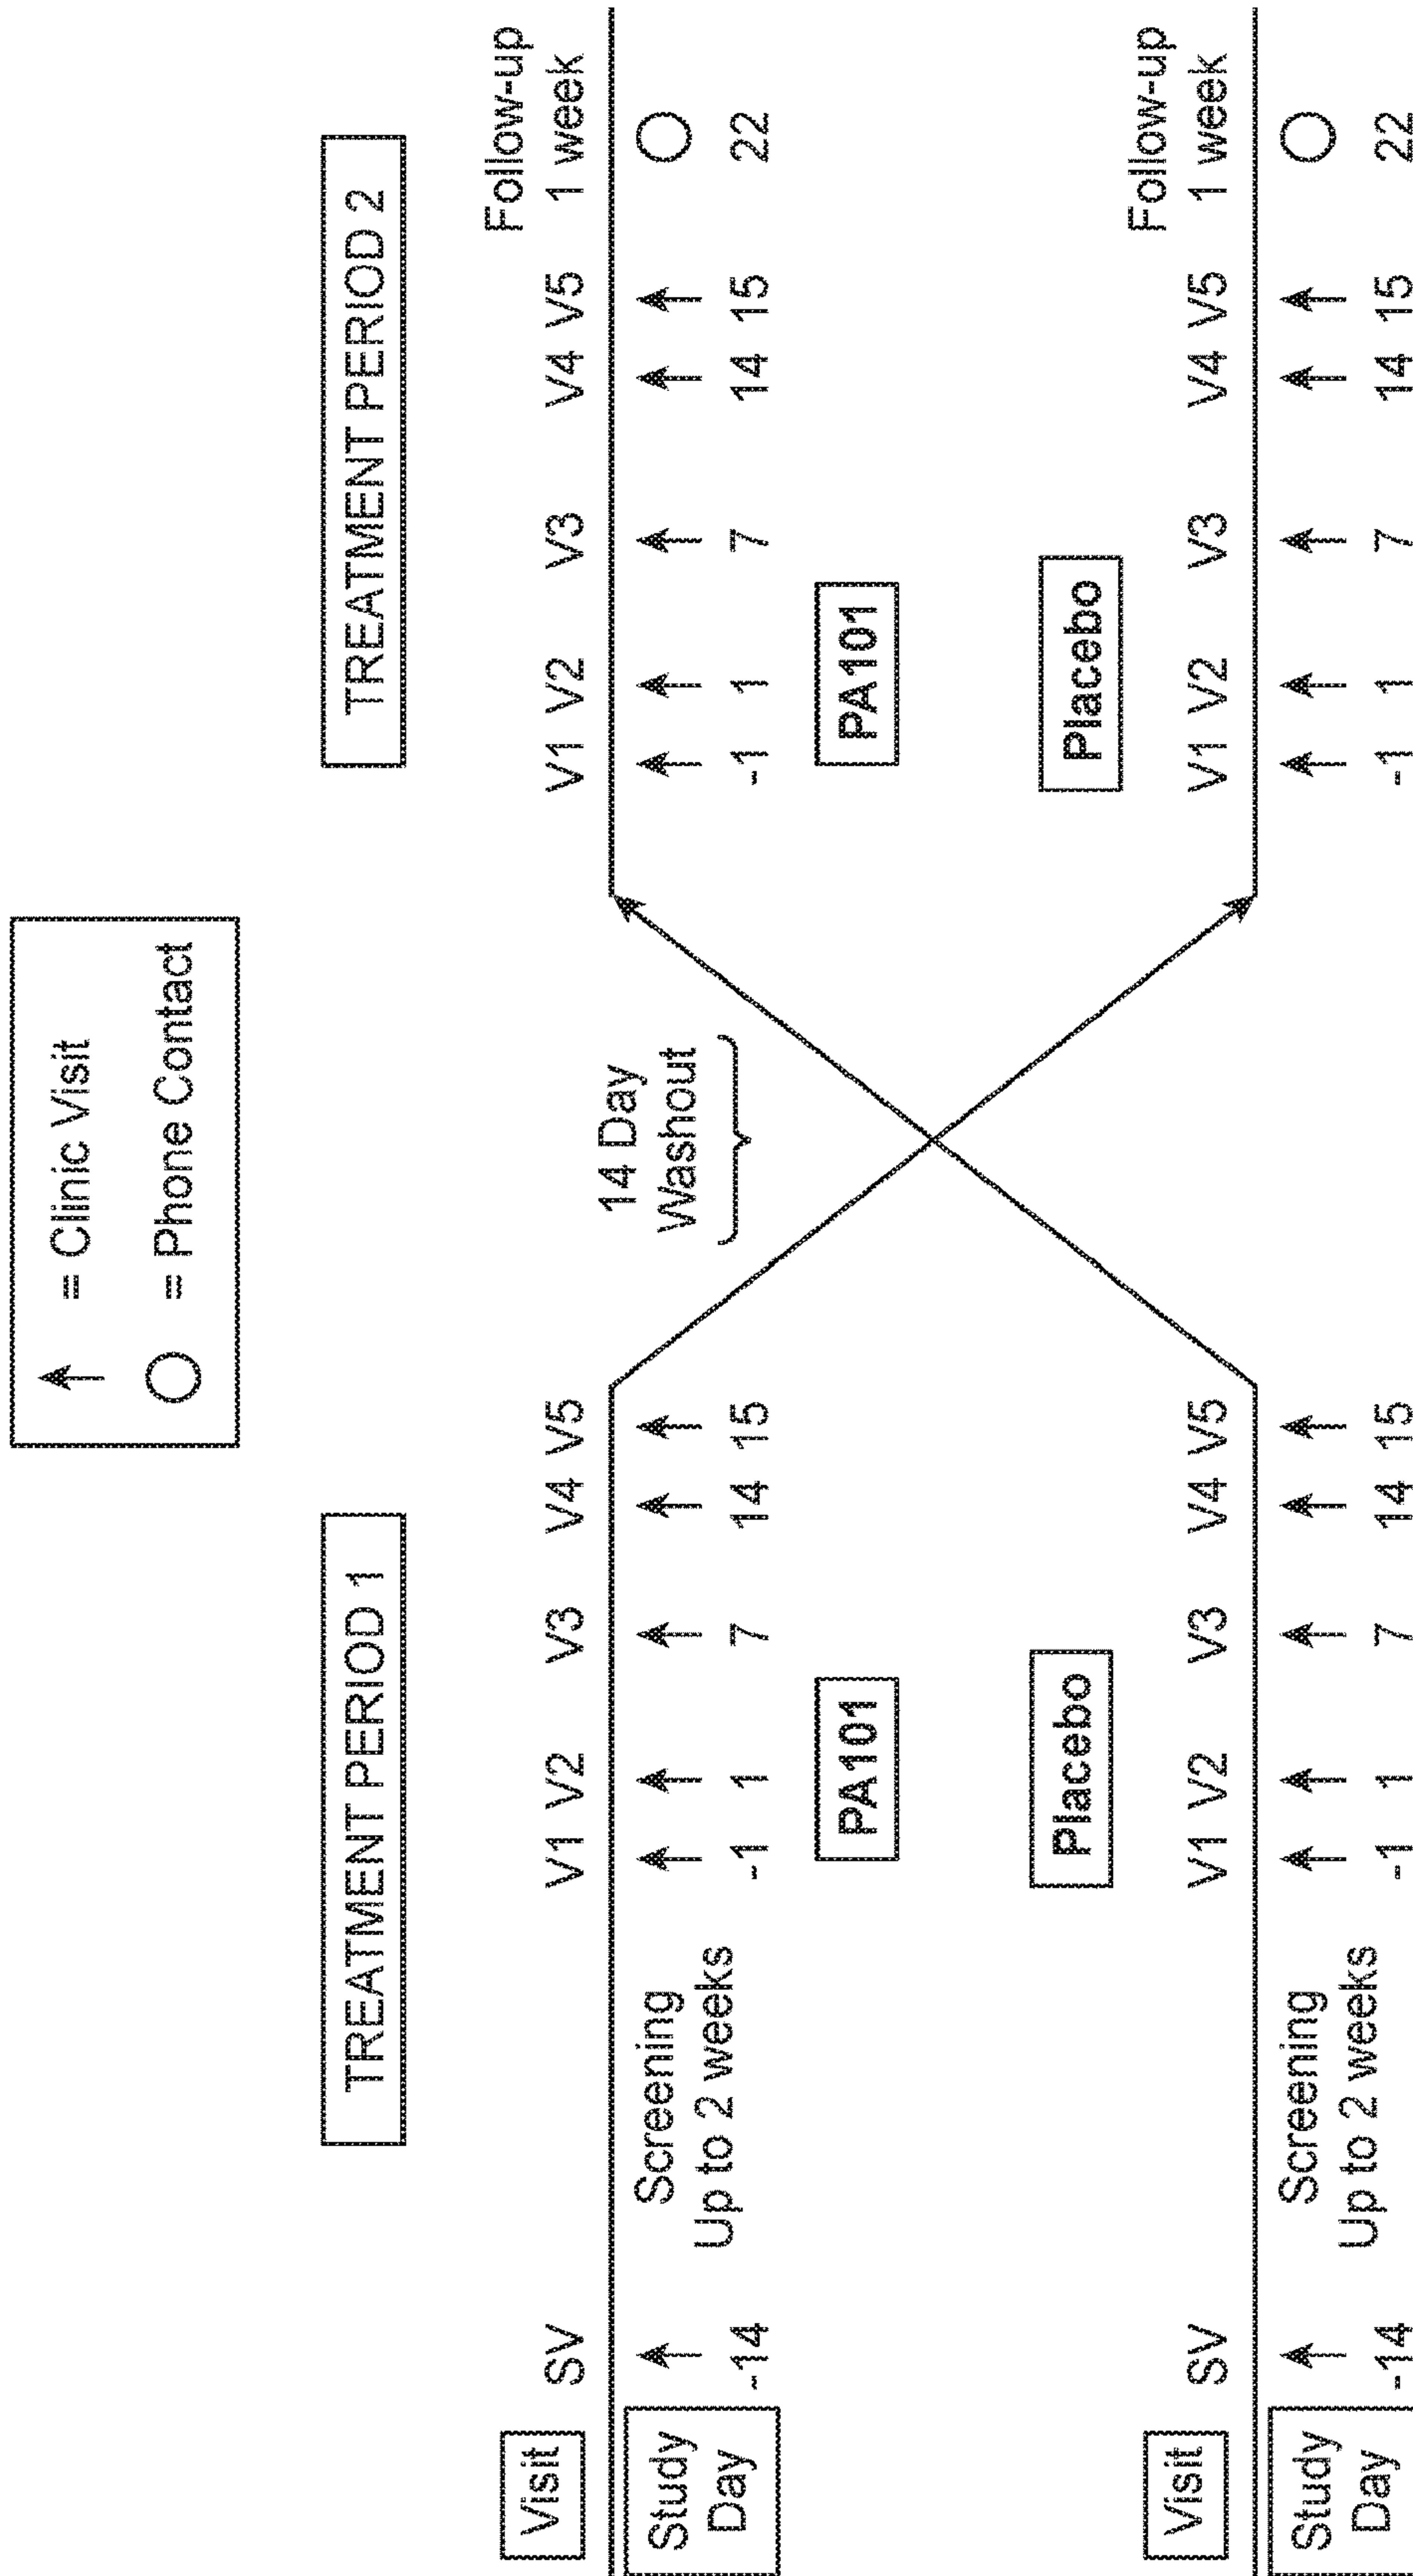 = Clinic Visit
= Phone Contact
TREATMENT PERIOD 1
TREATMENT PERIOD 2
Visit
SV
V1 V2 V3 V4 V5
14 Day
Washout
V1 V2 V3 V4 V5
Follow-up
1 week
Study
Day
-14
Screening
Up to 2 weeks
-1 1 7 14 15
-1 1 7 14 15 22
PA101
PA101
Placebo
Placebo
Visit
SV
V1 V2 V3 V4 V5
V1 V2 V3 V4 V5
Follow-up
1 week
Study
Day
-14
Screening
Up to 2 weeks
-1 1 7 14 15
-1 1 7 14 15 22